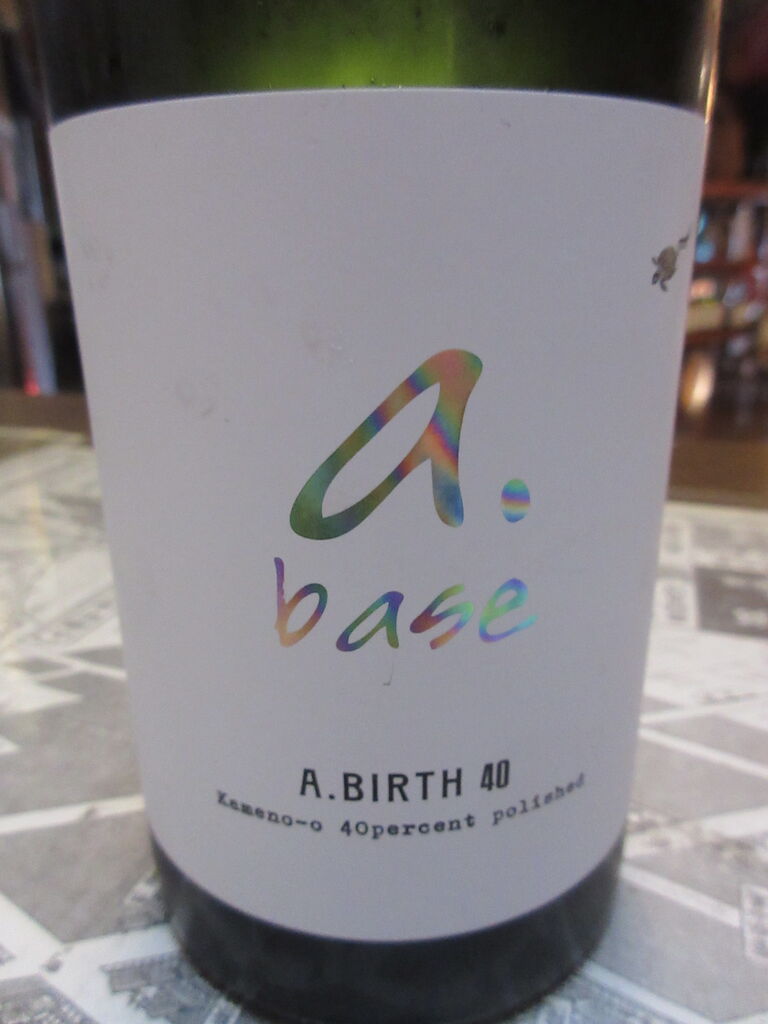 a.
base
A.BIRTH 40
Kameno-o 40percent polished